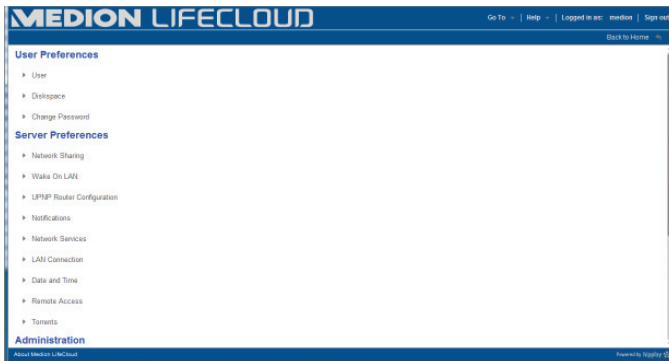 MEDION LIFECLOUD
Go To | Help | Logged in as: medion | Sign out
Back to Home
User Preferences
User
Diskspace
Change Password
Server Preferences
Network Sharing
Wake On LAN
UPNP Router Configuration
Notifications
Network Services
LAN Connection
Date and Time
Remote Access
Torrents
Administration
About Medion LifeCloud
Powered By